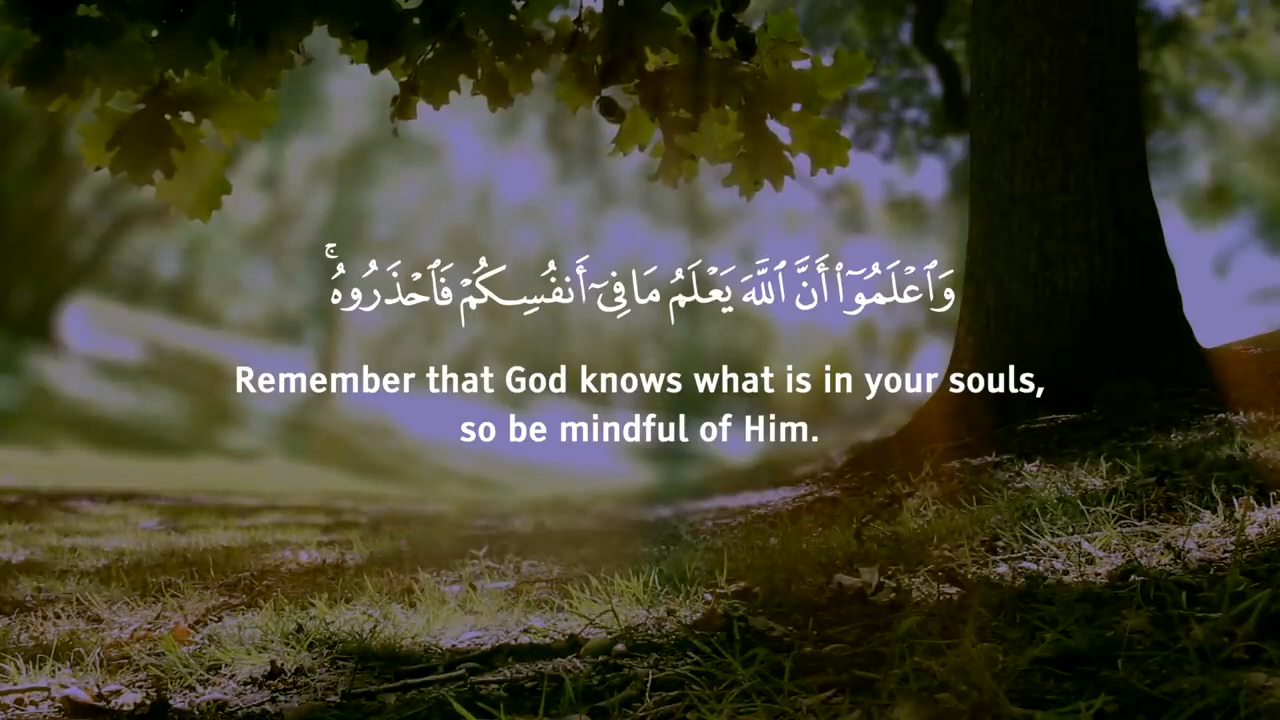 وَٱعْلَمُوٓا۟ أَنَّ ٱللَّهَ يَعْلَمُ مَا فِىٓ أَنفُسِكُمْ فَٱحْذَرُوهُ ۚ
Remember that God knows what is in your souls,
so be mindful of Him.